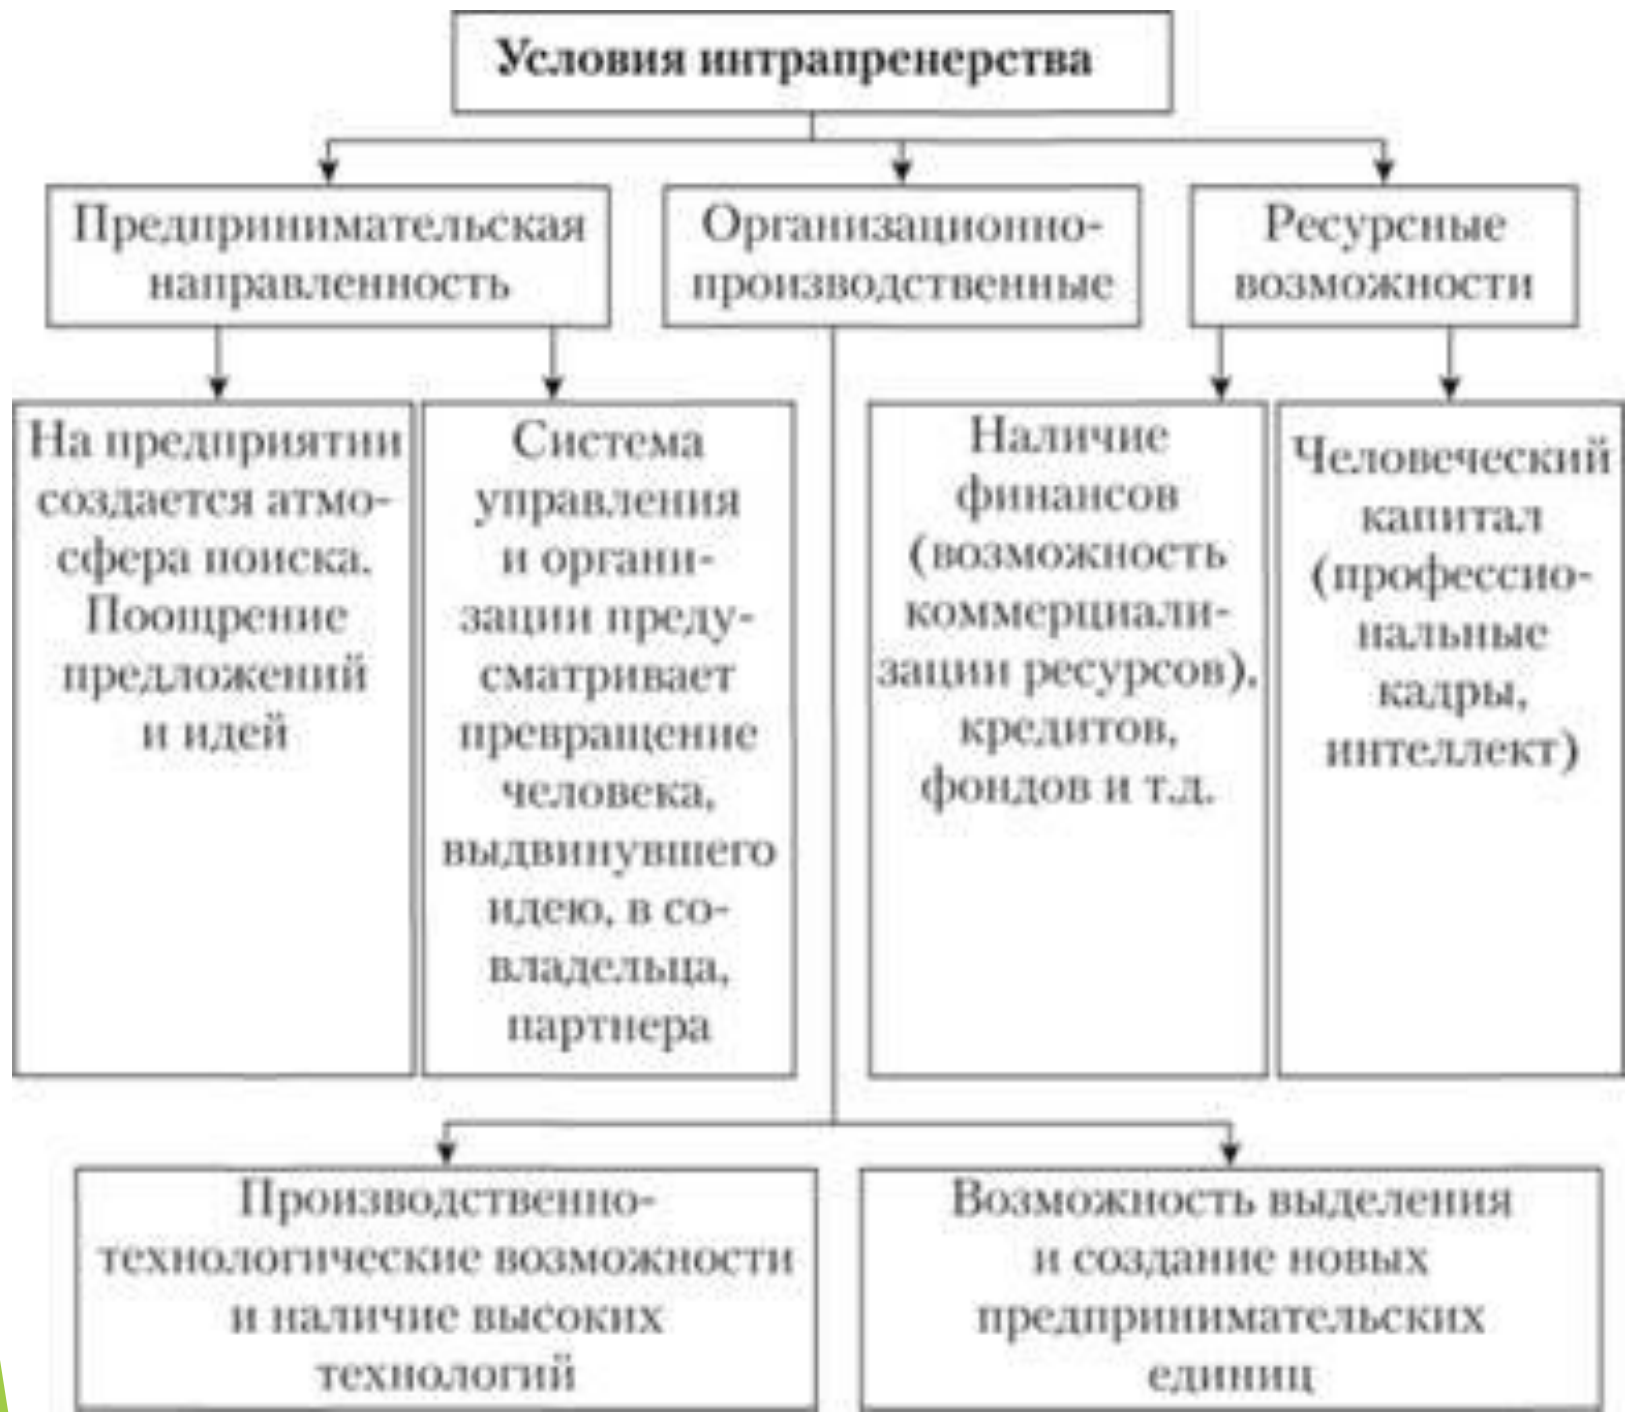 Условия интрапренерства
Предпринимательская
направленность
Организационно-
производственные
Ресурсные
возможности
На предприятии
создается атмо-
сфера поиска.
Поощрение
предложений
и идей
Система
управления
и органи-
зации преду-
сматривает
превращение
человека,
выдвинувшего
идею, в со-
владельца,
партнера
Наличие
финансов
(возможность
коммерциали-
зации ресурсов),
кредитов,
фондов и т.д.
Человеческий
капитал
(профессио-
нальные
кадры,
интеллект)
Производственно-
технологические возможности
и наличие высоких
технологий
Возможность выделения
и создание новых
предпринимательских
единиц